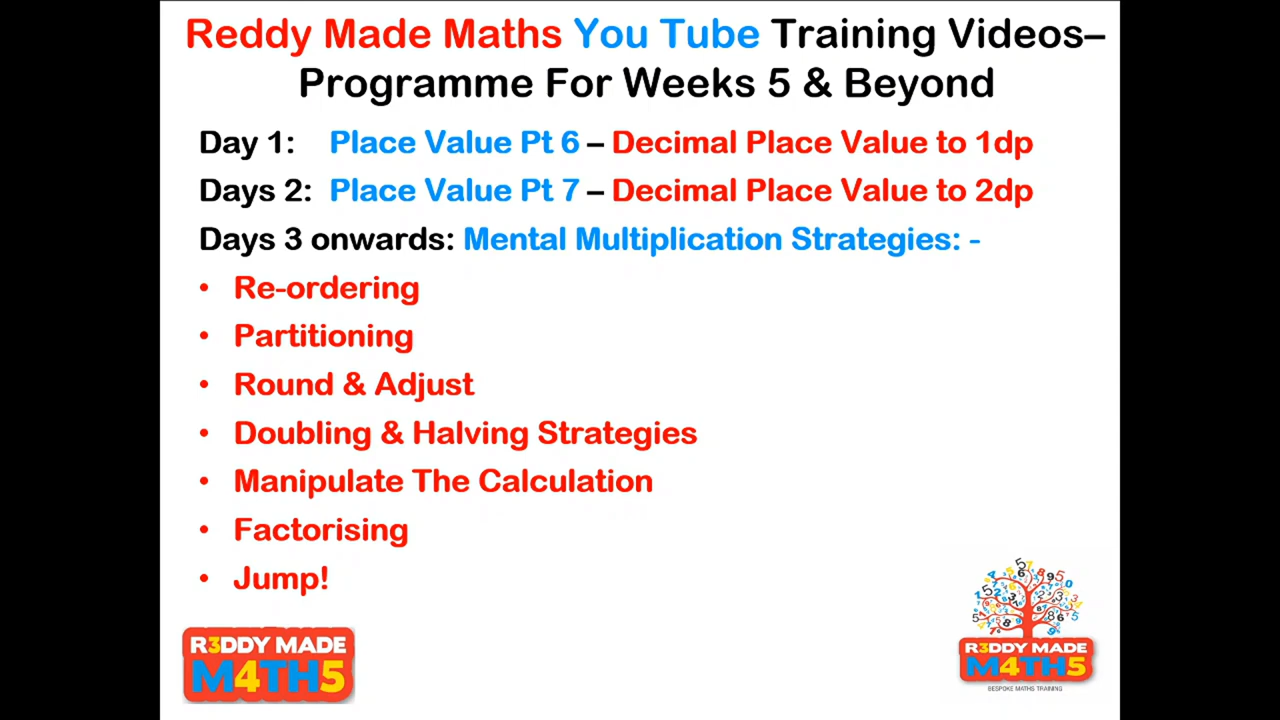 Reddy Made Maths You Tube Training Videos–
Programme For Weeks 5 & Beyond
Day 1: Place Value Pt 6 – Decimal Place Value to 1dp
Days 2: Place Value Pt 7 – Decimal Place Value to 2dp
Days 3 onwards: Mental Multiplication Strategies: -
• Re-ordering
• Partitioning
• Round & Adjust
• Doubling & Halving Strategies
• Manipulate The Calculation
• Factorising
• Jump!
R3DDY MADE
M4TH5
R3DDY MADE
M4TH5
BESPOKE MATHS TRAINING